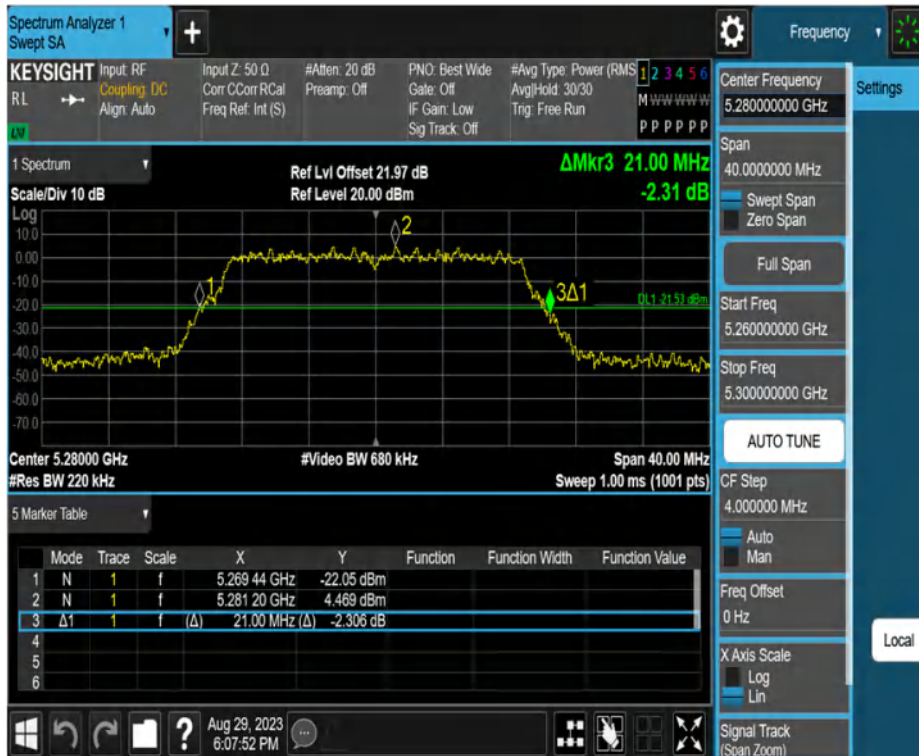 Spectrum Analyzer 1
Swept SA
Frequency
KEYSIGHT
RL
Input: RF
Coupling: DC
Align: Auto
Input Z: 50 Ω
Corr CCorr RCal
Freq Ref: Int (S)
#Atten: 20 dB
Preamp: Off
PNO: Best Wide
Gate: Off
IF Gain: Low
Sig Track: Off
#Avg Type: Power (RMS
Avg|Hold: 30/30
Trig: Free Run
1 2 3 4 5 6
M W W W W W
P P P P P P
1 Spectrum
Scale/Div 10 dB
Ref Lvl Offset 21.97 dB
Ref Level 20.00 dBm
ΔMkr3 21.00 MHz
-2.31 dB
Log
10.0
0.00
-10.0
-20.0
-30.0
-40.0
-50.0
-60.0
-70.0
1
2
3Δ1
DL1 -21.53 dBm
Center 5.28000 GHz
#Video BW 680 kHz
Span 40.00 MHz
#Res BW 220 kHz
Sweep 1.00 ms (1001 pts)
5 Marker Table
Mode Trace Scale X Y Function Function Width Function Value
1 N 1 f 5.269 44 GHz -22.05 dBm
2 N 1 f 5.281 20 GHz 4.469 dBm
3 Δ1 1 f (Δ) 21.00 MHz (Δ) -2.306 dB
4
5
6
?
Aug 29, 2023
6:07:52 PM
Center Frequency
5.280000000 GHz
Settings
Span
40.0000000 MHz
Swept Span
Zero Span
Full Span
Start Freq
5.260000000 GHz
Stop Freq
5.300000000 GHz
AUTO TUNE
CF Step
4.000000 MHz
Auto
Man
Freq Offset
0 Hz
X Axis Scale
Log
Lin
Signal Track
(Span Zoom)
Local